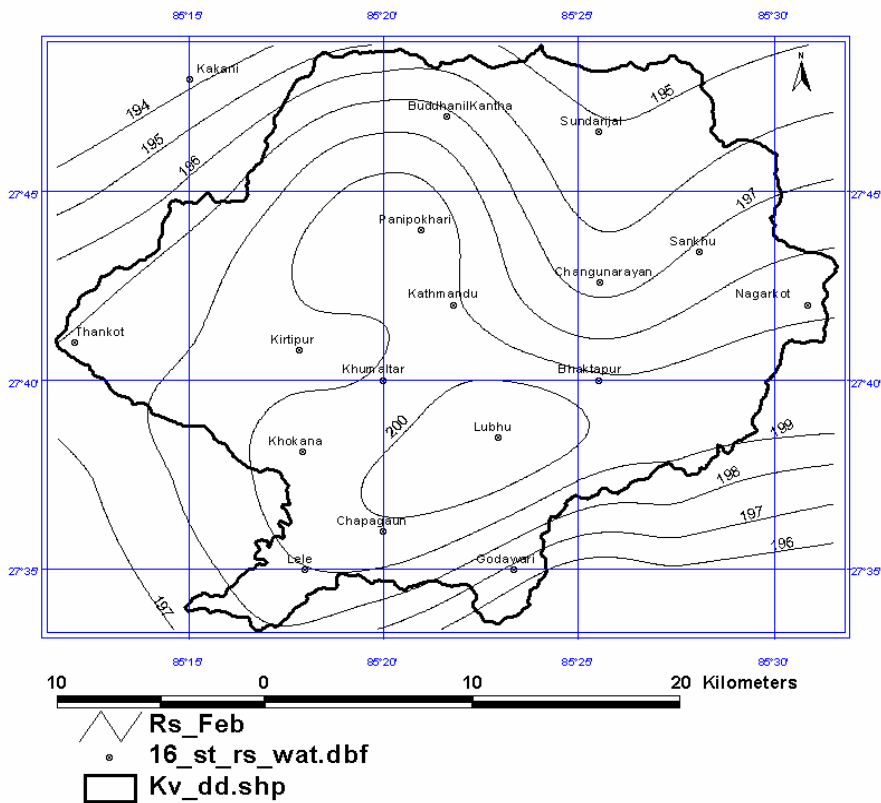 85°15' 85°20' 85°25' 85°30'
N
Kakani
194
195
BuddhanilKantha
195
Sundarijal
196
27°45' 27°45'
197
Panipokhari
Sankhu
Changunarayan
Kathmandu
Nagarkot
Thankot
Kirtipur
Khumaltar
Bhaktapur
27°40' 27°40'
200
Lubhu
199
Khokana
198
Chapagaun
197
196
Lele
Godawari
27°35' 27°35'
197
85°15' 85°20' 85°25' 85°30'
10 0 10 20 Kilometers
Rs_Feb
16_st_rs_wat.dbf
Kv_dd.shp